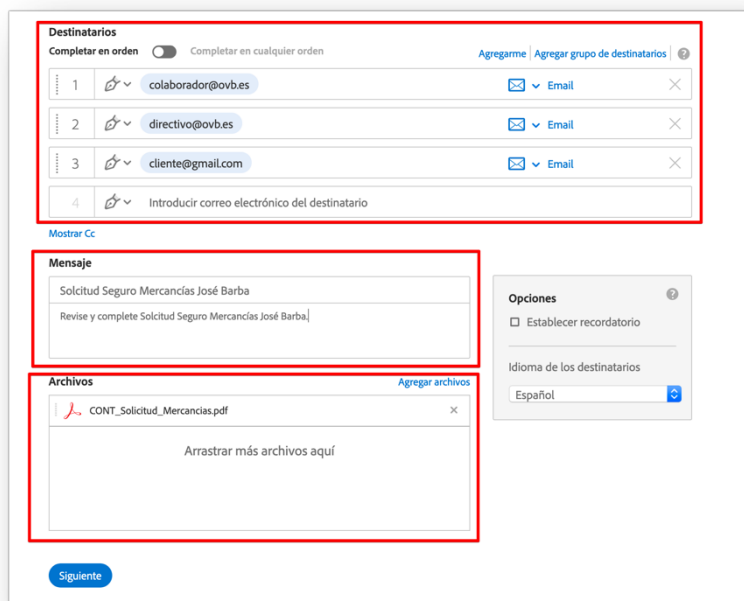 Destinatarios
Completar en orden Completar en cualquier orden Agregarme Agregar grupo de destinatarios ?
1 colaborador@ovb.es Email
2 directivo@ovb.es Email
3 cliente@gmail.com Email
4 Introducir correo electrónico del destinatario
Mostrar Cc
Mensaje
Solcitud Seguro Mercancías José Barba
Revise y complete Solcitud Seguro Mercancías José Barba.
Opciones ?
Establecer recordatorio
Idioma de los destinatarios
Español
Archivos Agregar archivos
CONT_Solicitud_Mercancias.pdf
Arrastrar más archivos aquí
Siguiente